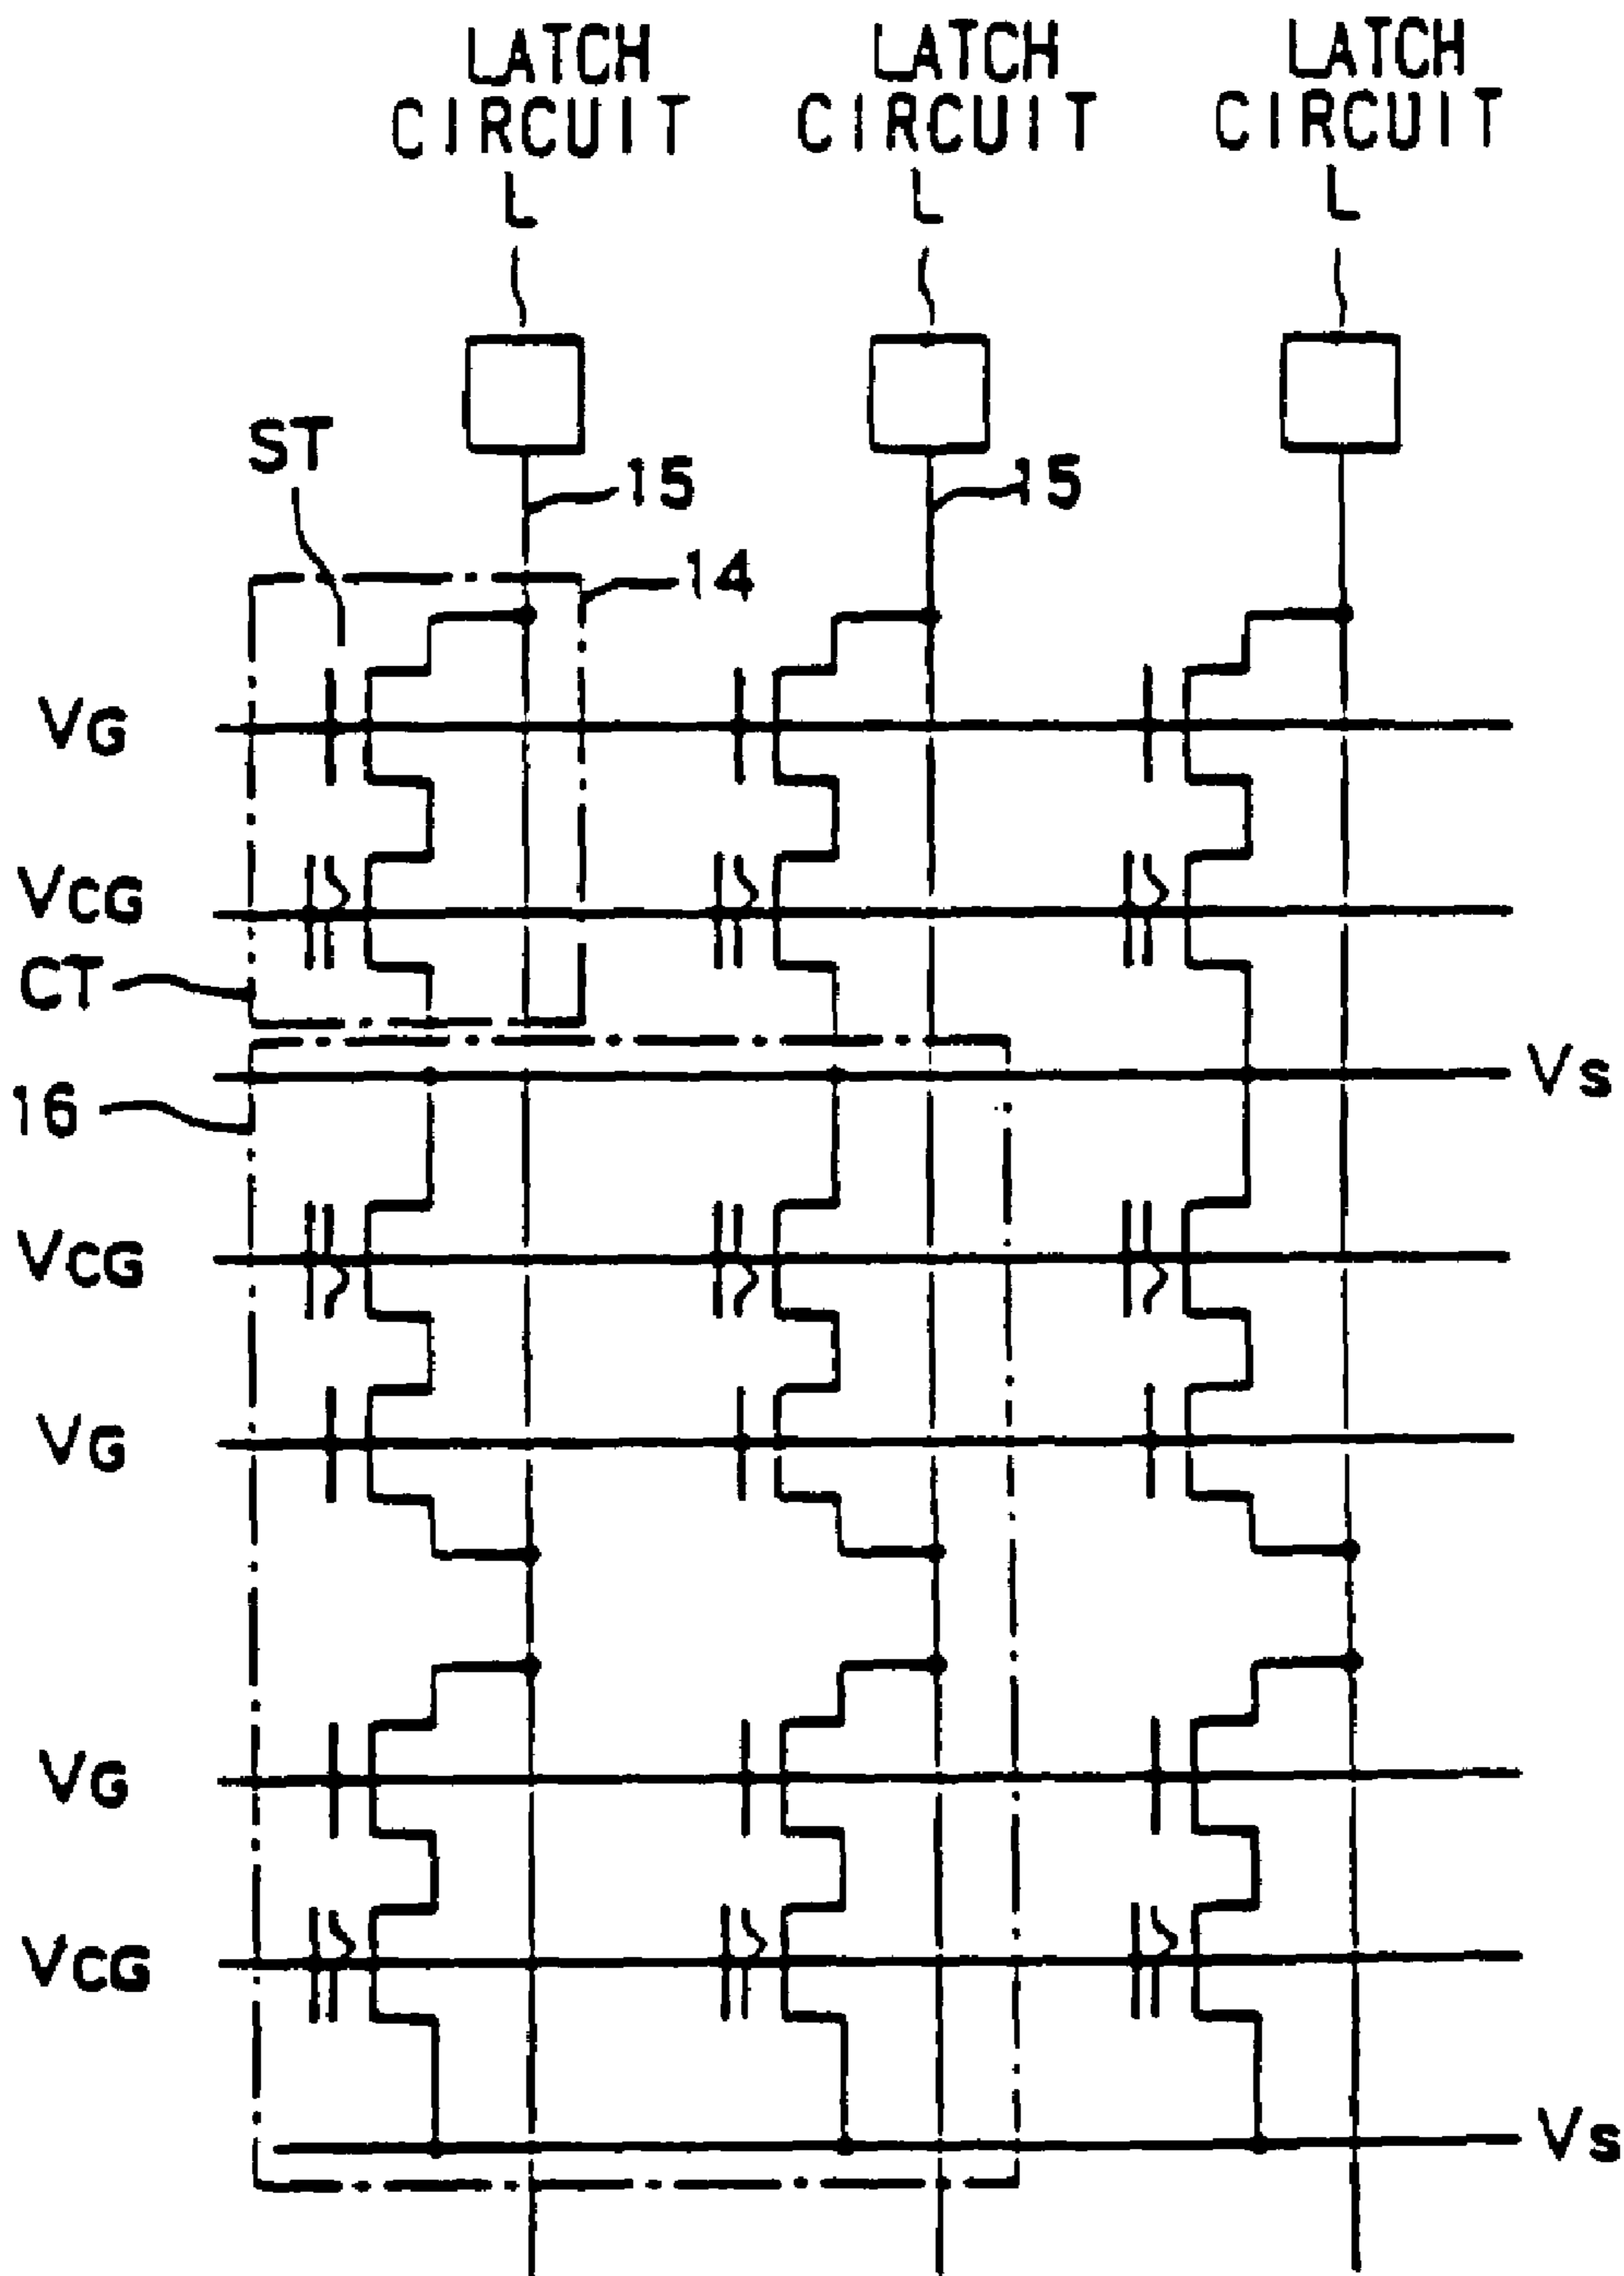 LATCH CIRCUIT L
LATCH CIRCUIT L
LATCH CIRCUIT L
ST
15
15
14
VG
VCG
CT
Vs
16
VCG
VG
VG
VCG
Vs